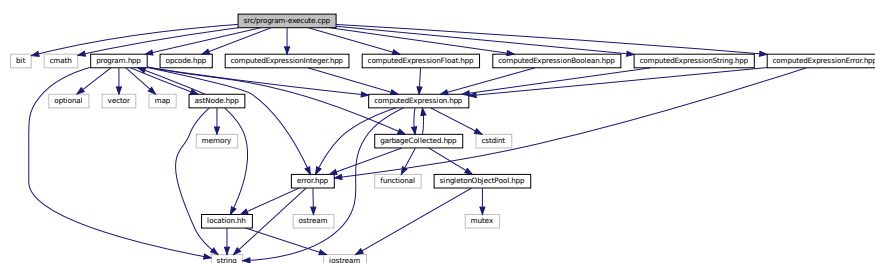 src/program-execute.cpp
bit
cmath
program.hpp
opcode.hpp
computedExpressionInteger.hpp
computedExpressionFloat.hpp
computedExpressionBoolean.hpp
computedExpressionString.hpp
computedExpressionError.hpp
optional
vector
map
astNode.hpp
computedExpression.hpp
memory
garbageCollected.hpp
cstdint
error.hpp
functional
singletonObjectPool.hpp
location.hh
ostream
mutex
string
iostream